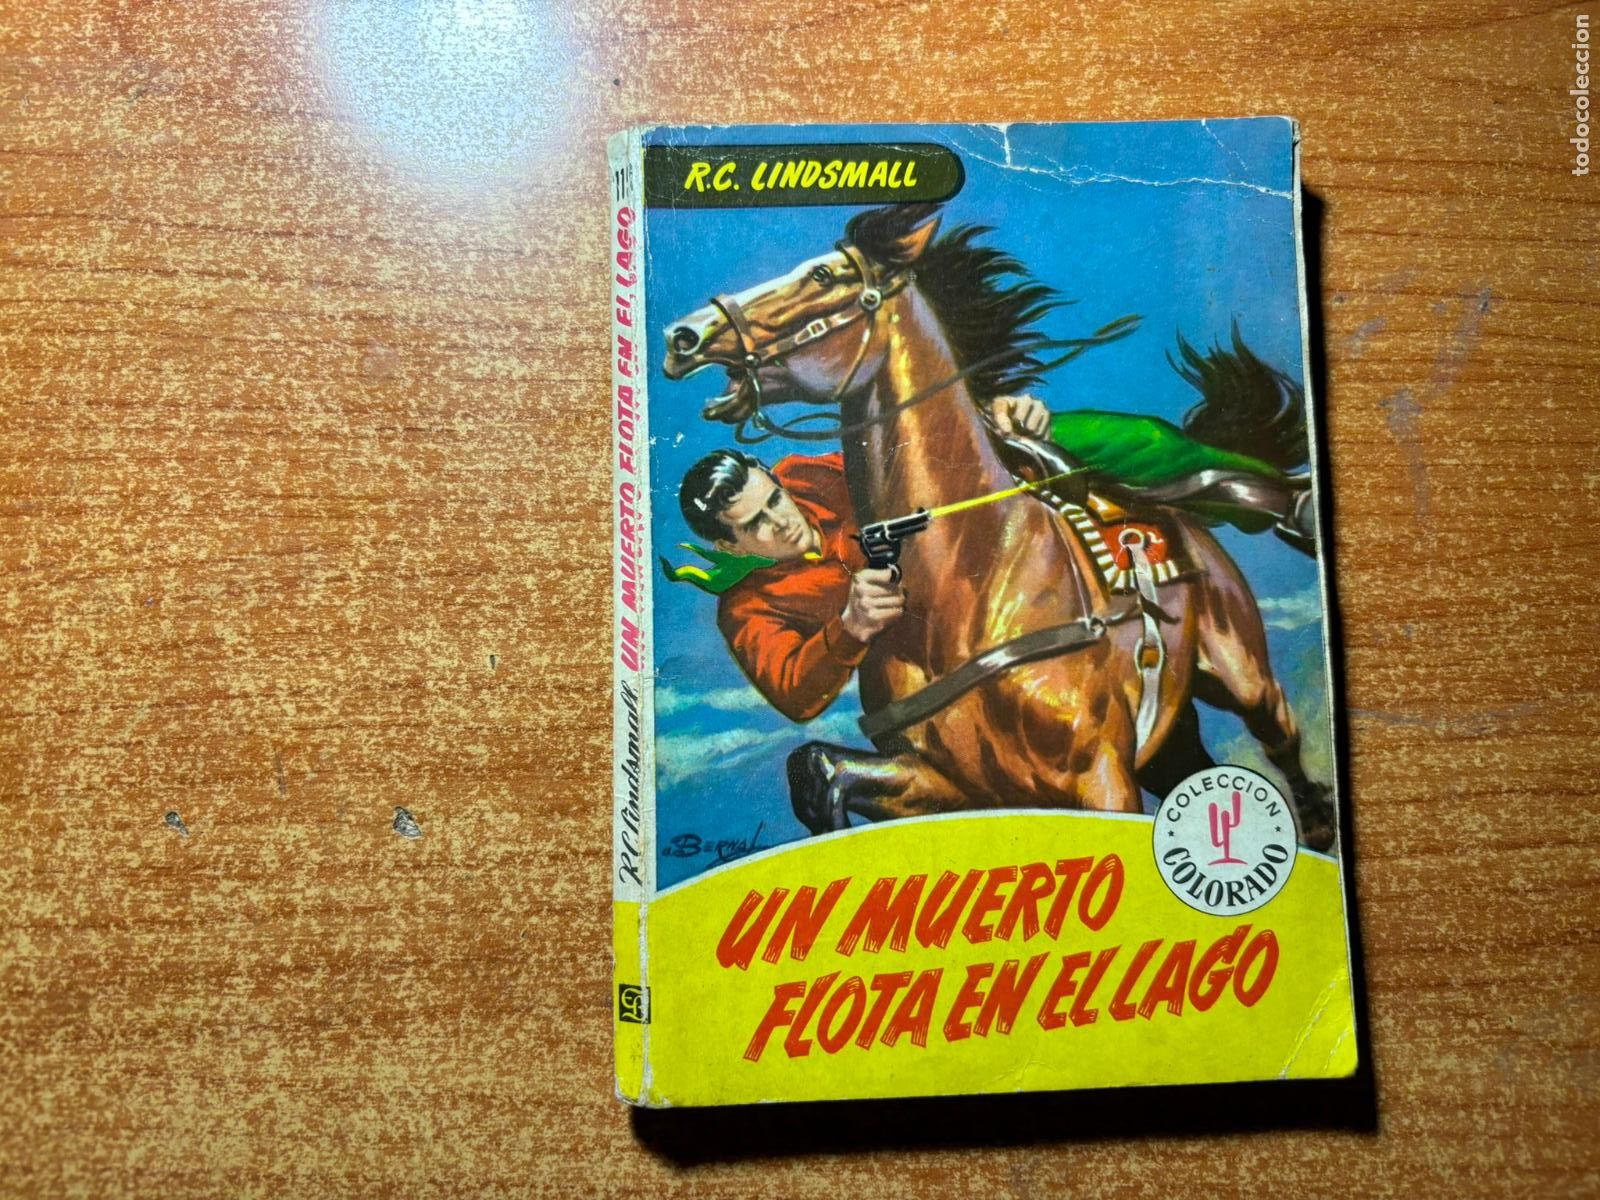 R.C. LINDSMALL
BERNAL
COLECCION
COLORADO
UN MUERTO
FLOTA EN EL LAGO
R.C. Lindsmall. UN MUERTO FLOTA EN EL LAGO
todocoleccion